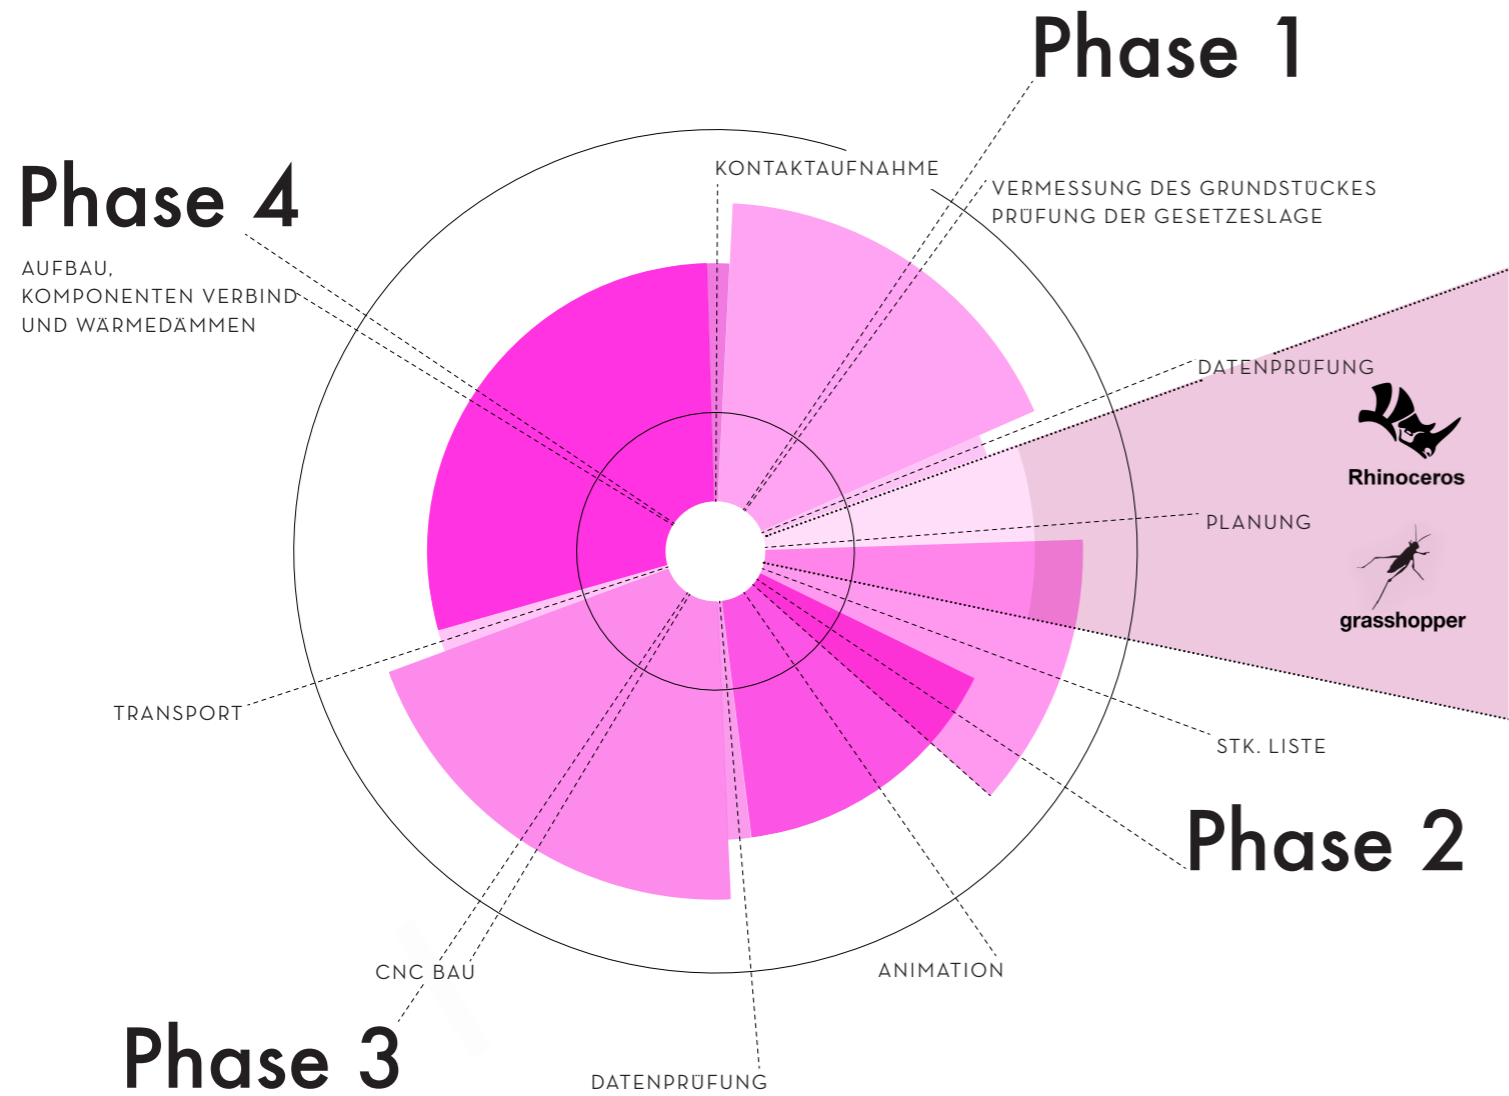 Phase 1
KONTAKTAUFNAHME
VERMESSUNG DES GRUNDSTÜCKES
PRÜFUNG DER GESETZESLAGE
Phase 4
AUFBAU,
KOMPONENTEN VERBIND
UND WÄRMEDÄMMEN
DATENPRÜFUNG
Rhinoceros
PLANUNG
grasshopper
TRANSPORT
STK. LISTE
Phase 2
CNC BAU
ANIMATION
Phase 3
DATENPRÜFUNG